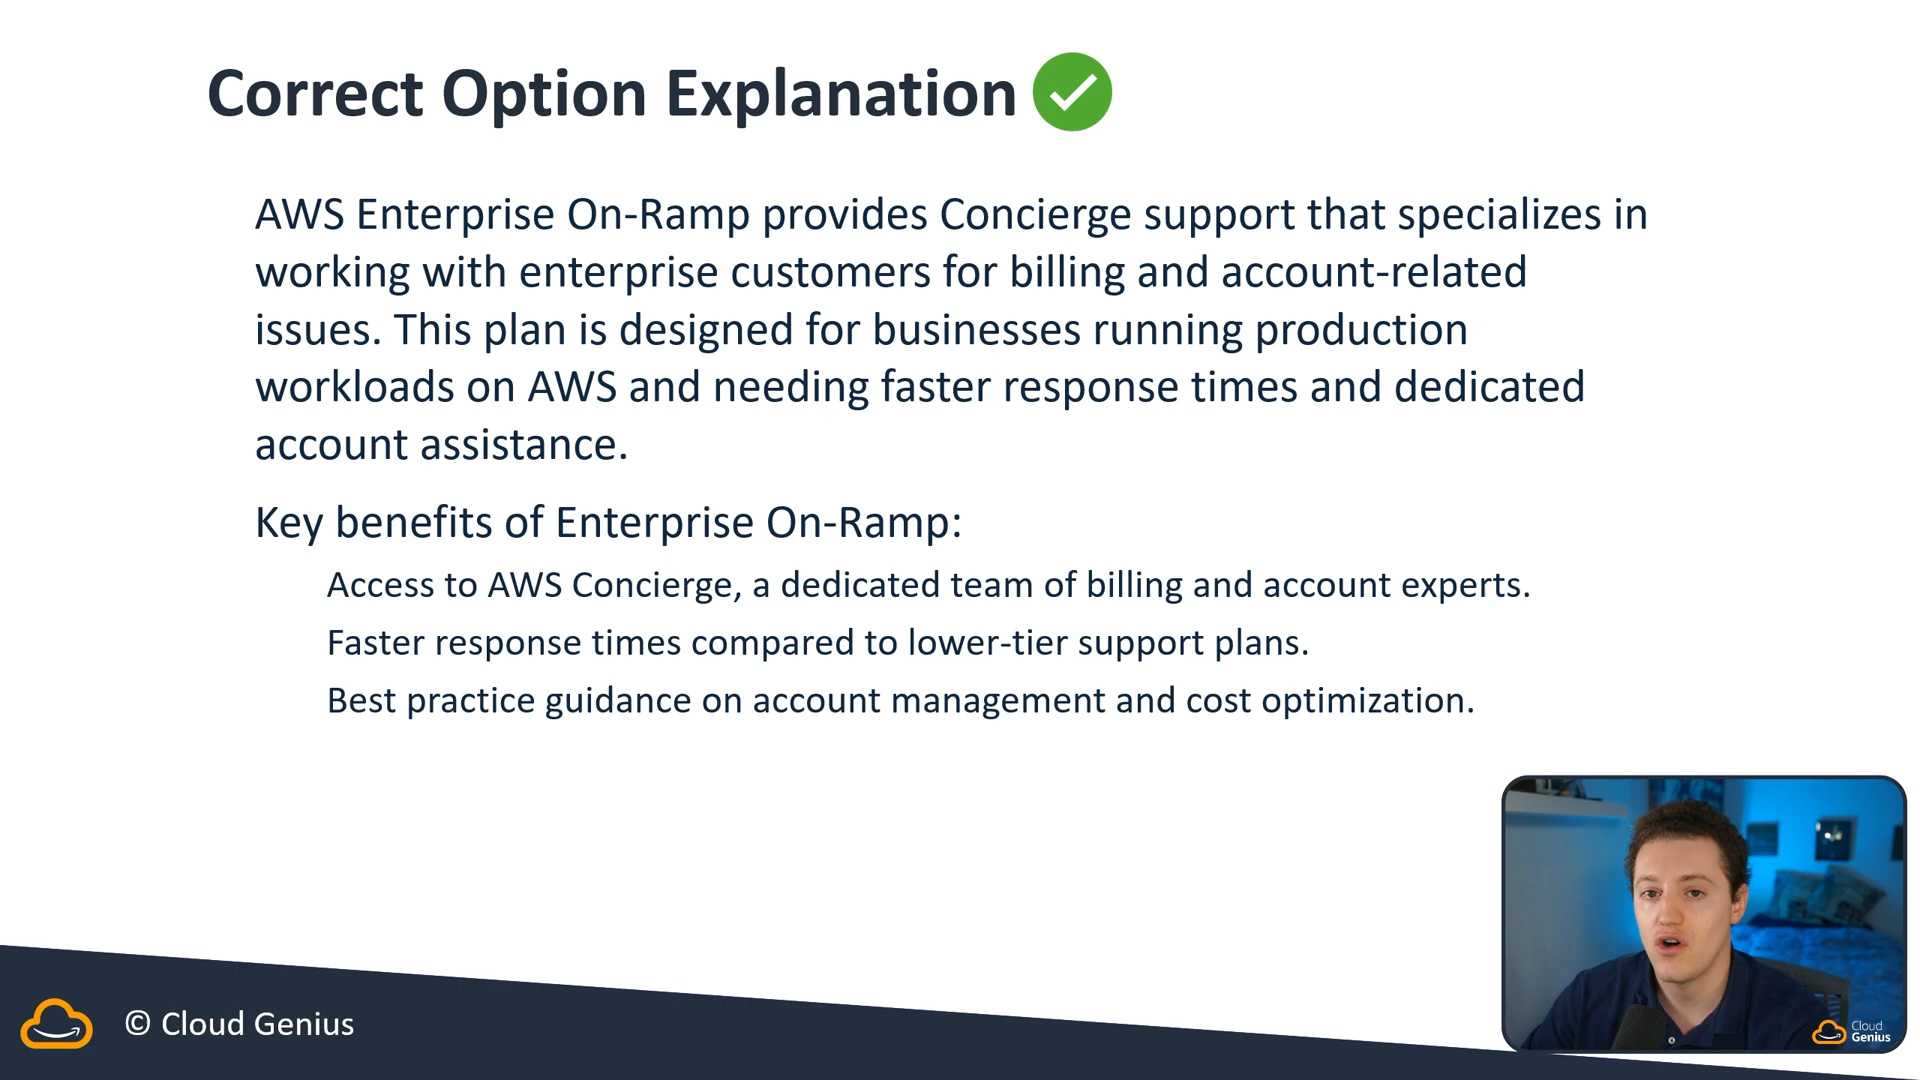 Correct Option Explanation
AWS Enterprise On-Ramp provides Concierge support that specializes in
working with enterprise customers for billing and account-related
issues. This plan is designed for businesses running production
workloads on AWS and needing faster response times and dedicated
account assistance.
Key benefits of Enterprise On-Ramp:
Access to AWS Concierge, a dedicated team of billing and account experts.
Faster response times compared to lower-tier support plans.
Best practice guidance on account management and cost optimization.
© Cloud Genius
Cloud
Genius